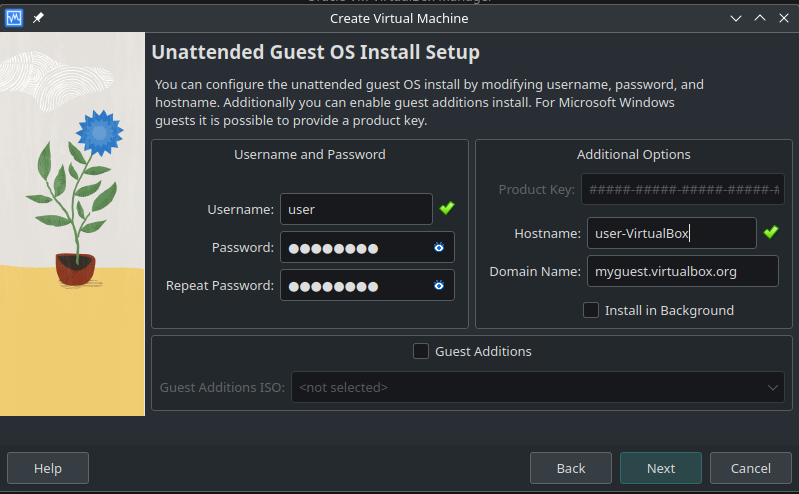 Create Virtual Machine
Unattended Guest OS Install Setup
You can configure the unattended guest OS install by modifying username, password, and
hostname. Additionally you can enable guest additions install. For Microsoft Windows
guests it is possible to provide a product key.
Username and Password
Username: user
Password: ●●●●●●●●
Repeat Password: ●●●●●●●●
Additional Options
Product Key: #####-#####-#####-#####-#
Hostname: user-VirtualBox
Domain Name: myguest.virtualbox.org
Install in Background
Guest Additions
Guest Additions ISO: <not selected>
Help
Back
Next
Cancel